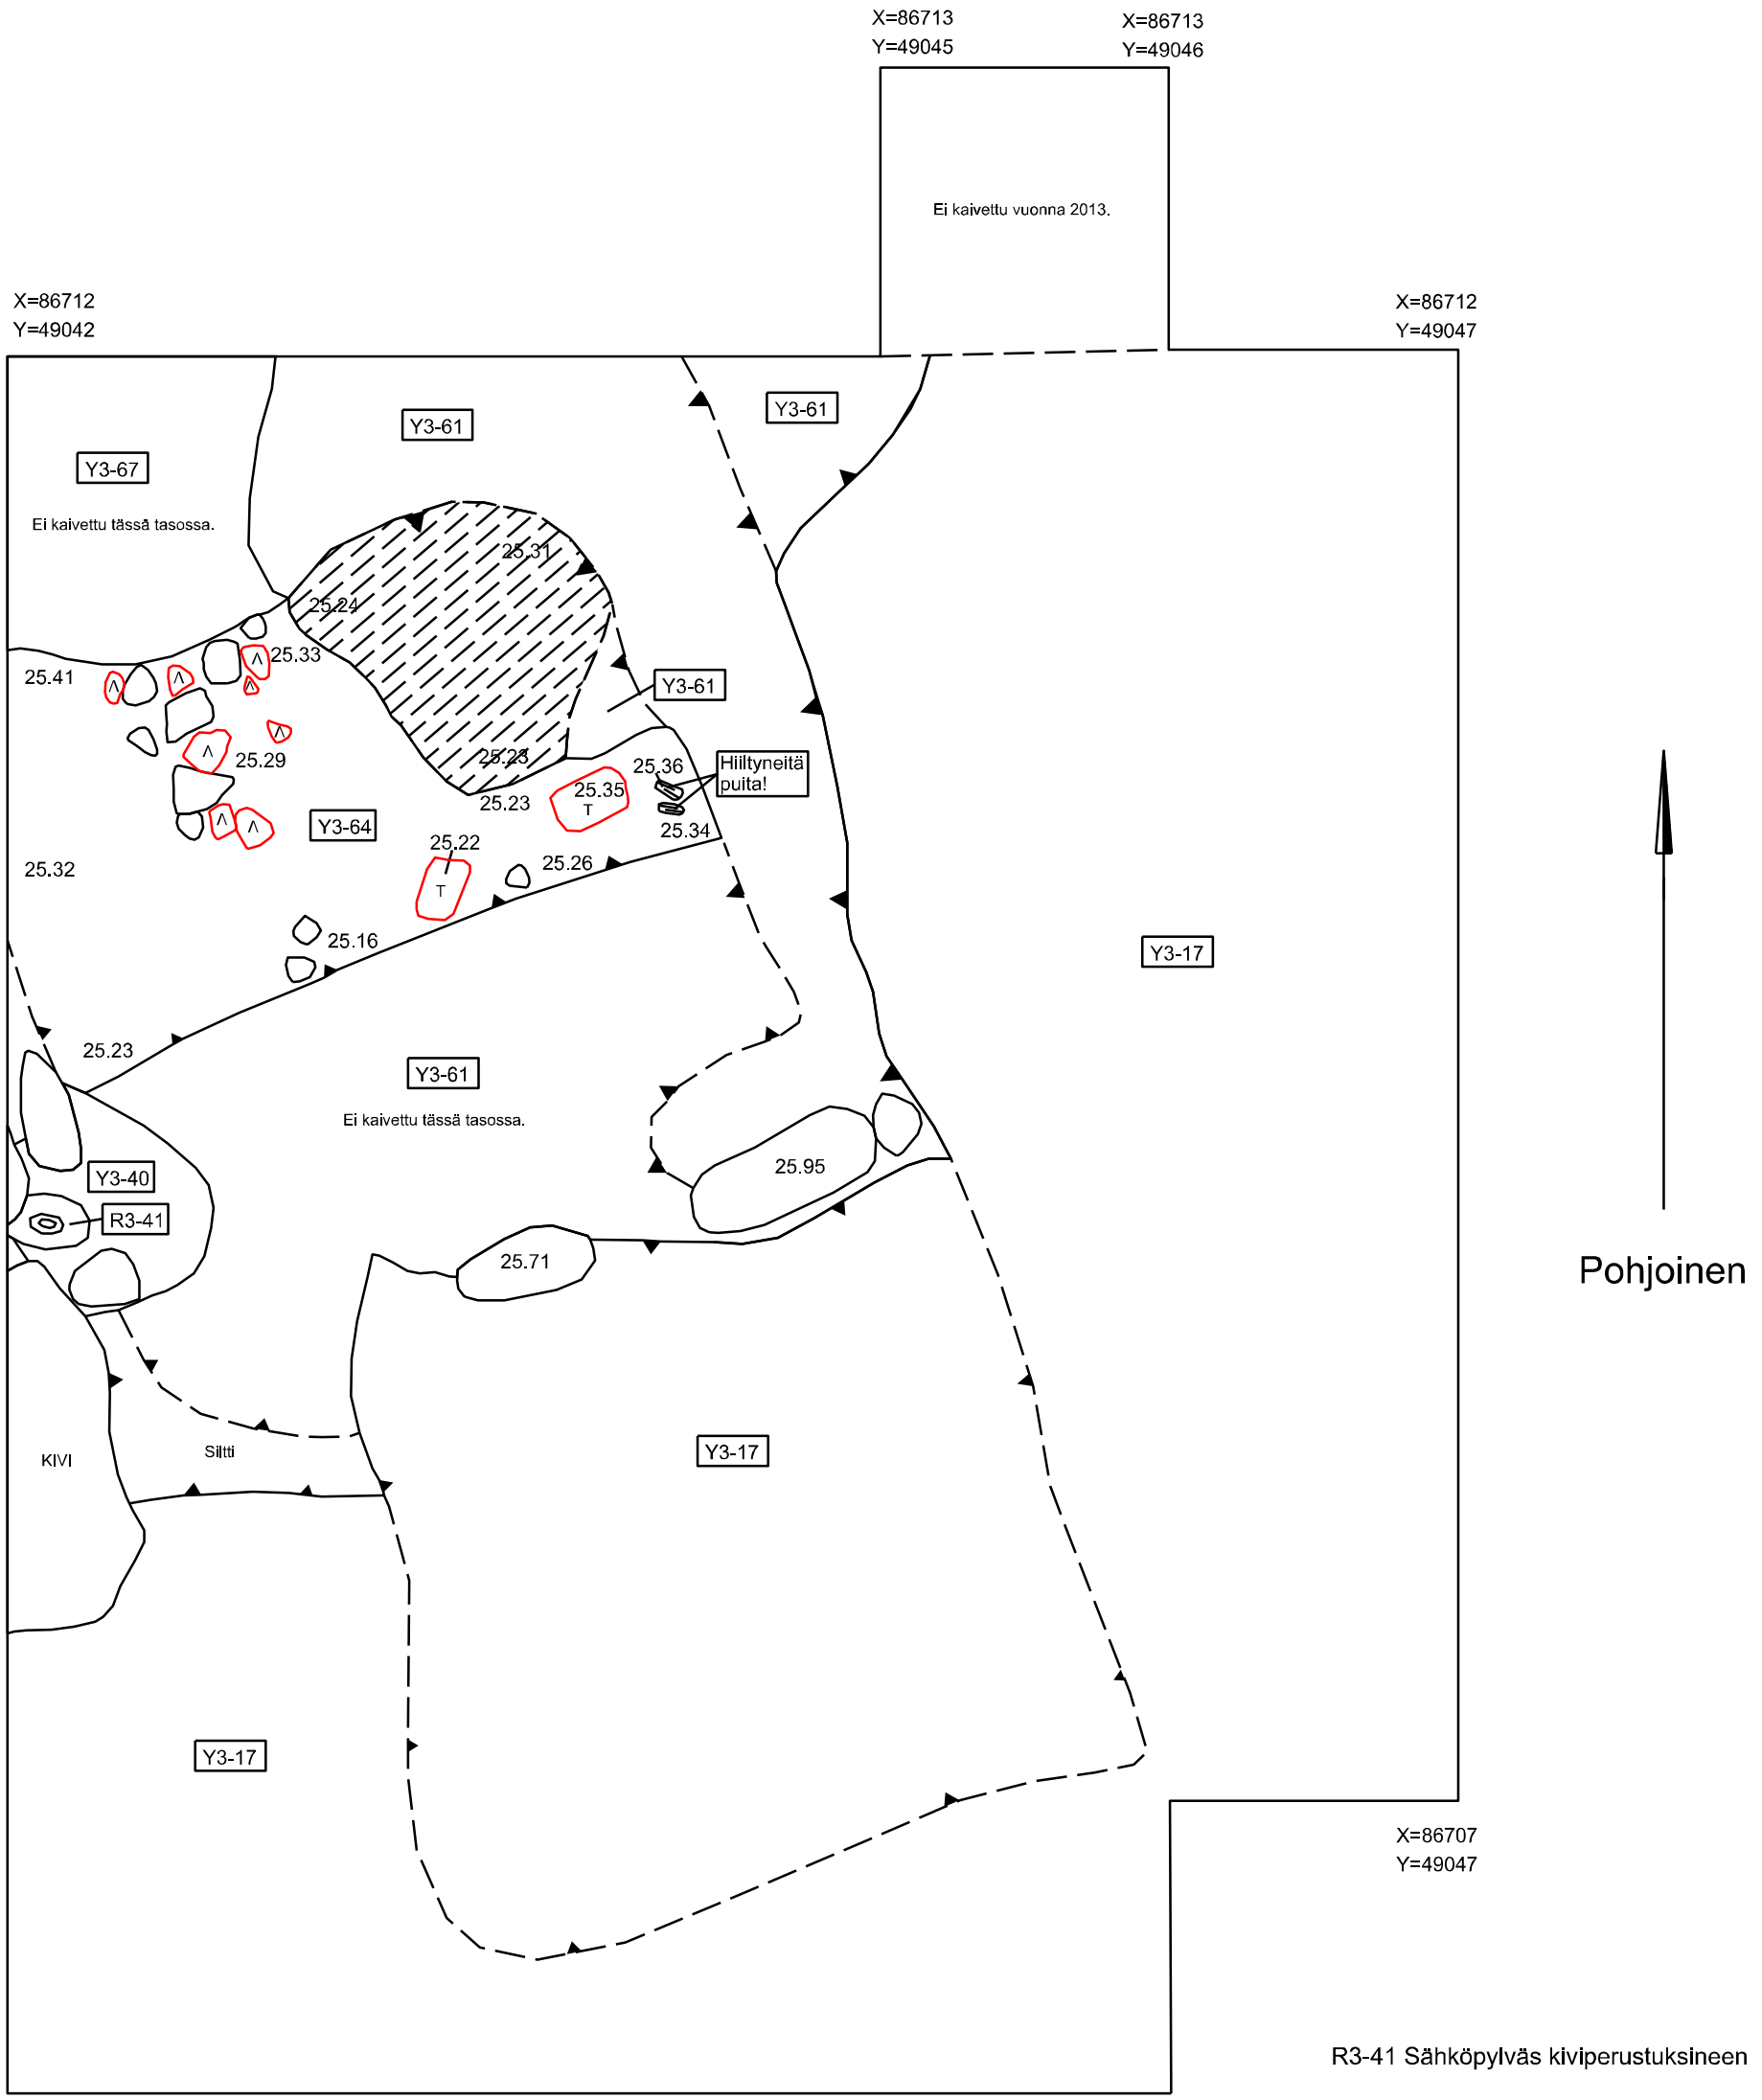 X=86713
Y=49045
X=86713
Y=49046
Ei kaivettu vuonna 2013.
X=86712
Y=49042
X=86712
Y=49047
Y3-61
Y3-61
Y3-67
Ei kaivettu tässä tasossa.
25.31
25.24
25.33
25.41
Λ
Λ
Λ
Λ
Y3-61
Λ
Λ
25.29
25.23
25.36
Hiiltyneitä
puita!
25.35
T
25.23
Λ
Λ
Y3-64
25.34
25.22
25.26
25.32
T
25.16
Y3-17
25.23
Y3-61
Ei kaivettu tässä tasossa.
25.95
Y3-40
R3-41
25.71
Pohjoinen
KIVI
Siltti
Y3-17
Y3-17
X=86707
Y=49047
R3-41 Sähköpylväs kiviperustuksineen